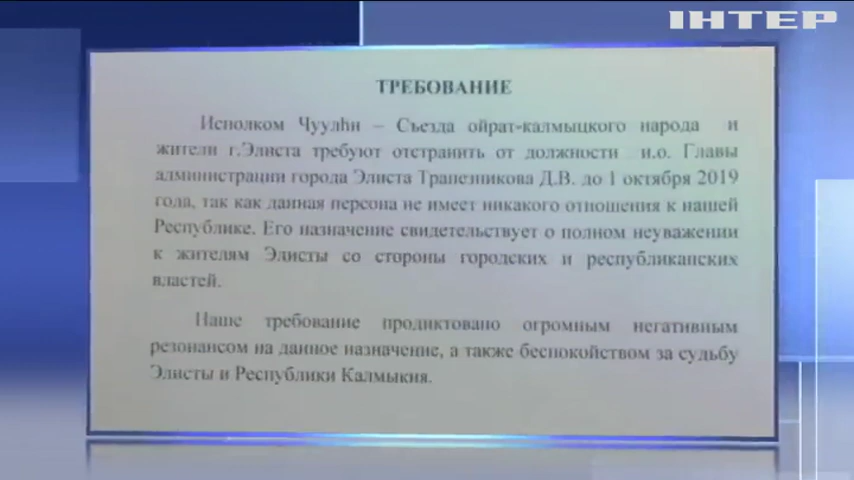 ІНТЕР
ТРЕБОВАНИЕ
Исполком Чуулһн – Съезда ойрат-калмыцкого народа и
жители г.Элиста требуют отстранить от должности и.о. Главы
администрации города Элиста Трапезникова Д.В. до 1 октября 2019
года, так как данная персона не имеет никакого отношения к нашей
Республике. Его назначение свидетельствует о полном неуважении
к жителям Элисты со стороны городских и республиканских
властей.
Наше требование продиктовано огромным негативным
резонансом на данное назначение, а также беспокойством за судьбу
Элисты и Республики Калмыкия.